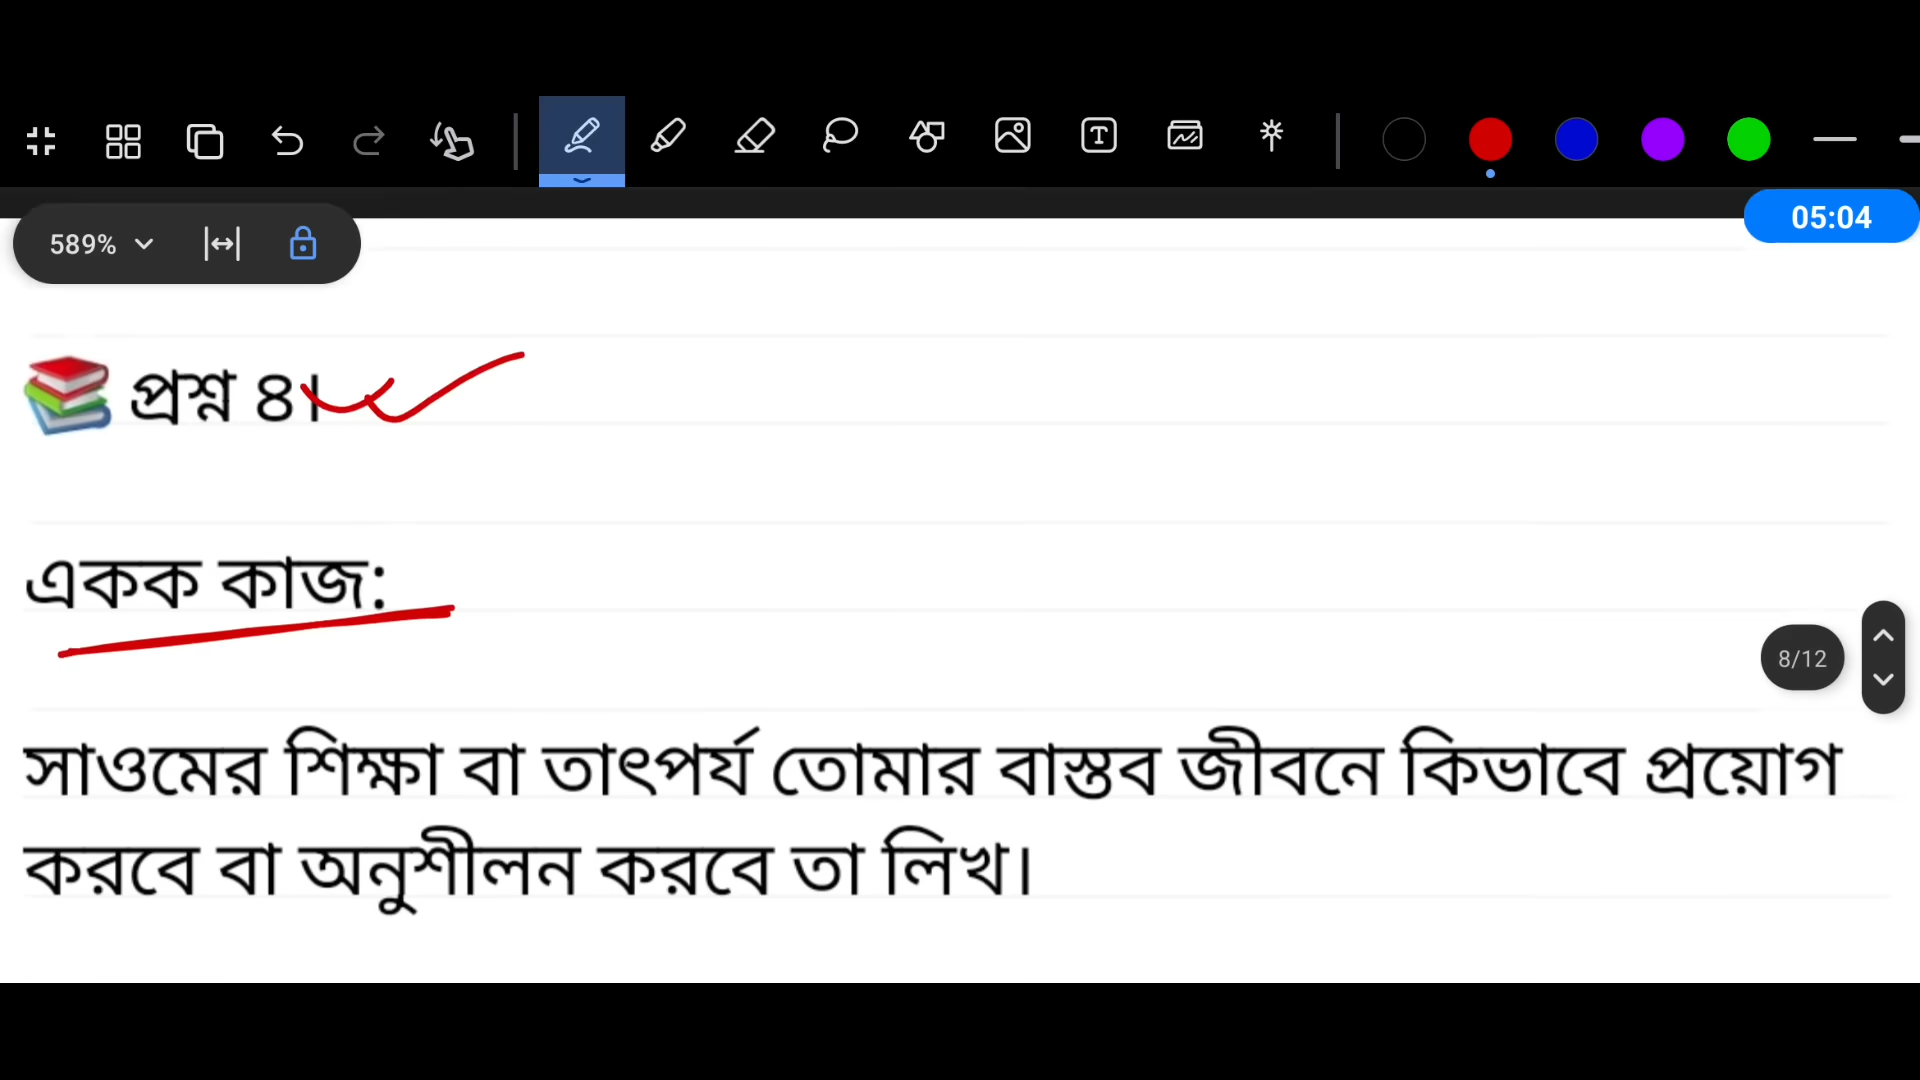 589%
05:04
প্রশ্ন ৪।
একক কাজ:
8/12
সাওমের শিক্ষা বা তাৎপর্য তোমার বাস্তব জীবনে কিভাবে প্রয়োগ
করবে বা অনুশীলন করবে তা লিখ।